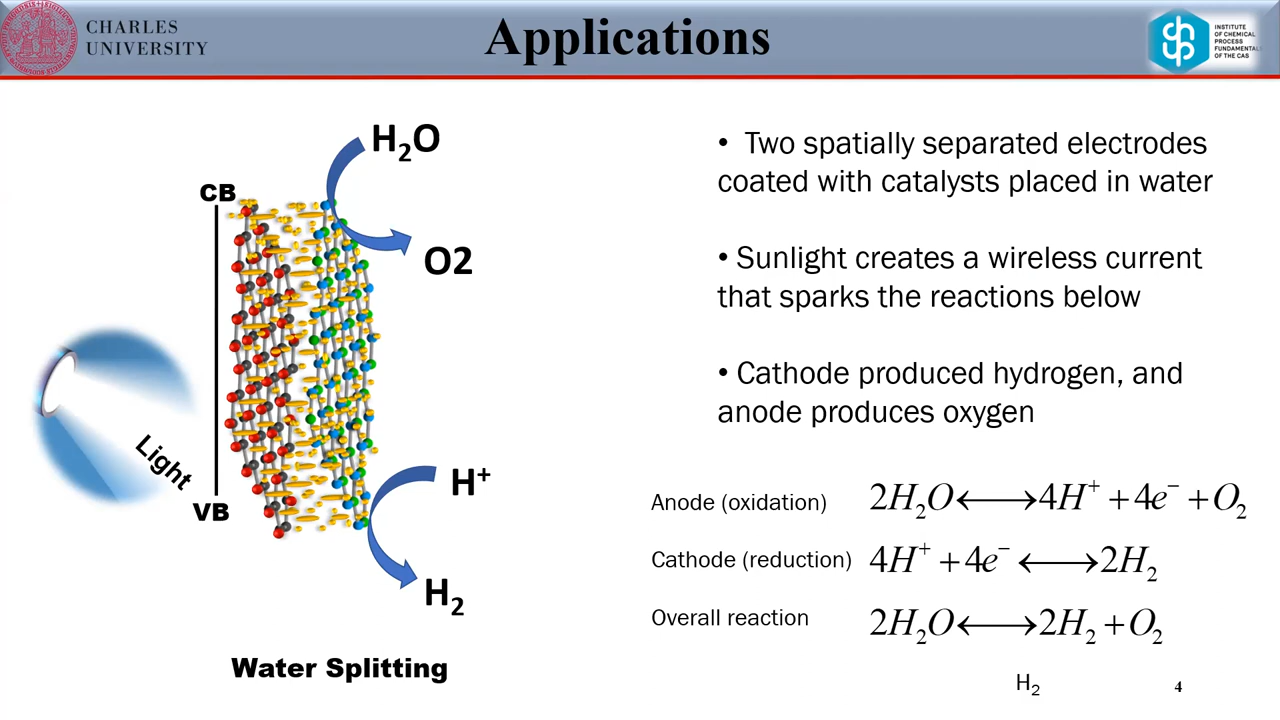 CHARLES
UNIVERSITY
Applications
INSTITUTE
OF CHEMICAL
PROCESS
FUNDAMENTAL
OF THE CAS
H₂O
CB
O2
Light
VB
H⁺
H₂
Water Splitting
• Two spatially separated electrodes
coated with catalysts placed in water
• Sunlight creates a wireless current
that sparks the reactions below
• Cathode produced hydrogen, and
anode produces oxygen
Anode (oxidation) 2H₂O⟷4H⁺ + 4e⁻ + O₂
Cathode (reduction) 4H⁺ + 4e⁻ ⟷ 2H₂
Overall reaction 2H₂O⟷2H₂ + O₂
H₂
4